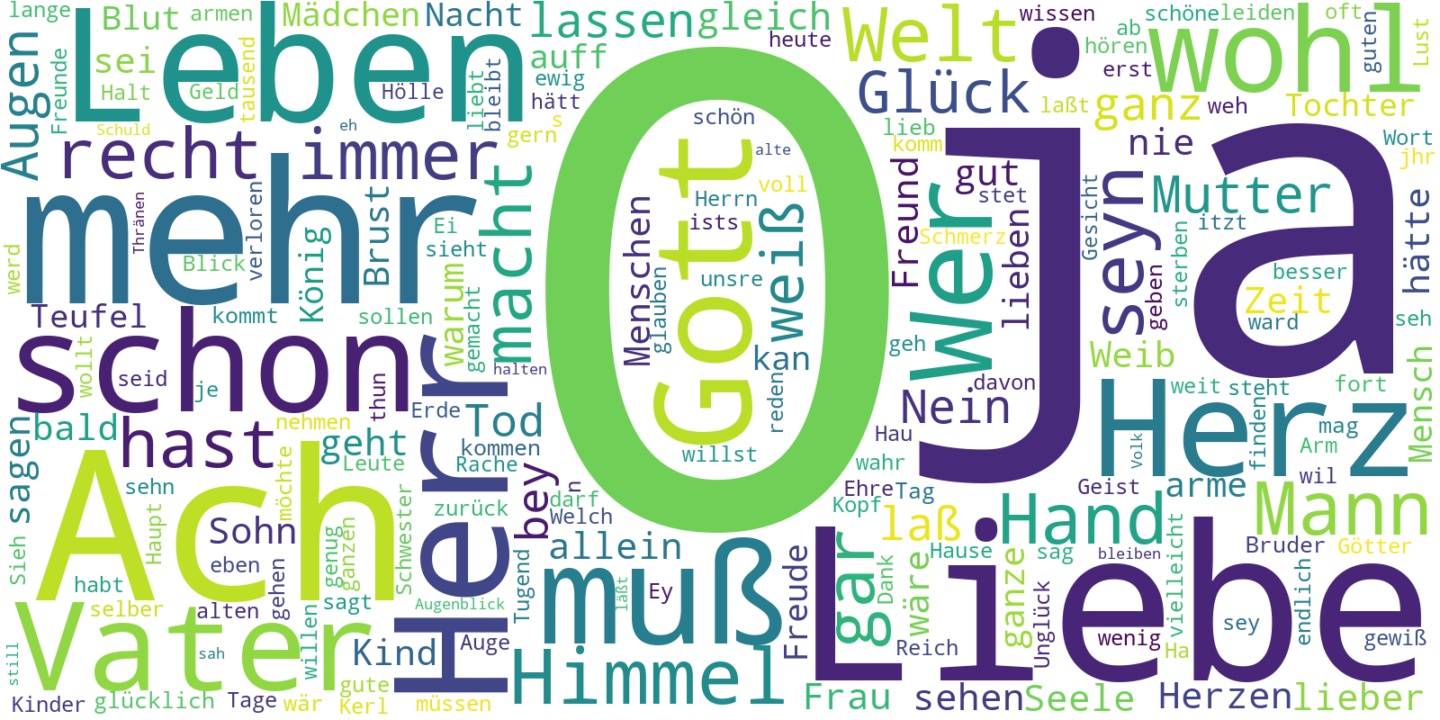 lange
Blut
armen
Mädchen
Nacht
lassen
gleich
heute
Welt
wissen
schöne
leiden
oft
guten
Lust
Augen
Freunde
sei
Halt
Geld
tausend
Leben
Hölle
liebt
bleibt
auff
ewig
hätt
s
gern
Glück
ab
hören
erst
wohl
laßt
ganz
weh
Tochter
Schuld
eh
recht
immer
schön
alte
lieb
komm
nie
Wort
jhr
O
ja
Gott
voll
Herrn
ists
Menschen
glauben
unsre
weiß
kan
reden
willst
Freund
gut
stet
Schmerz
Wer
lieben
Gesicht
seyn
Mutter
itzt
sterben
geben
besser
Zeit
ward
hätte
seh
mehr
werd
Thränen
Blick
verloren
König
Brust
Ei
sieht
macht
warum
gemacht
Teufel
kommt
sollen
schon
wollt
seid
je
thun
halten
Herr
geh
davon
Nein
Weib
weit
steht
fort
Mensch
bald
hast
nehmen
Erde
Tod
kommen
Hau
wahr
Herz
Volk
finden
mag
Arm
wil
sagen
Ach
sehn
geht
Leute
möchte
Rache
bey
n
darf
Welch
Ehre
Tag
Kopf
Geist
arme
Mann
Sieh
Haupt
Sohn
eben
gehen
genug
ganzen
Schwester
zurück
allein
laß
Hand
Hause
sag
bleiben
Bruder
Götter
habt
selber
alten
sagt
Augenblick
Tugend
muß
läßt
Ey
Freude
Liebe
gar
Dank
wäre
ganze
Unglück
wenig
vielleicht
Ha
sey
endlich
gewiß
Vater
still
sah
willen
Kind
Auge
Himmel
Reich
Kinder
glücklich
Tage
wär
gute
Kerl
müssen
Frau
sehen
Seele
Herzen
lieber